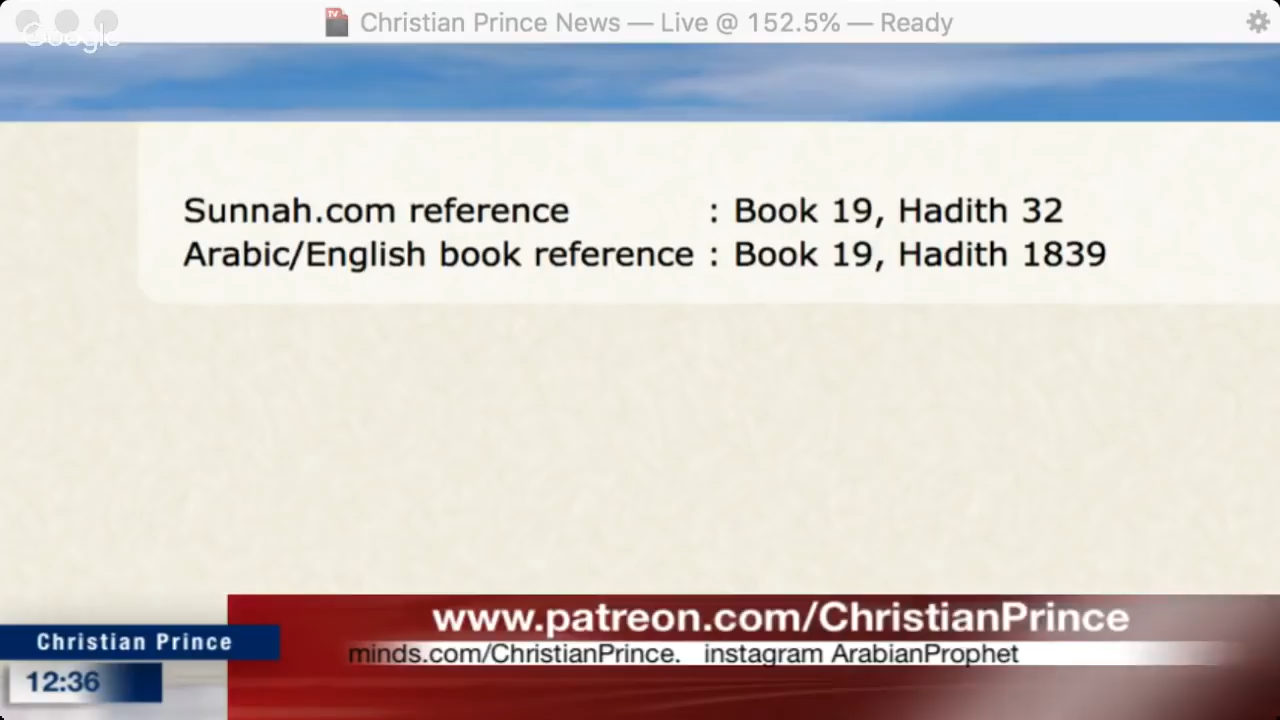 Christian Prince News — Live @ 152.5% — Ready
Google
Sunnah.com reference : Book 19, Hadith 32
Arabic/English book reference : Book 19, Hadith 1839
www.patreon.com/ChristianPrince
Christian Prince
minds.com/ChristianPrince. instagram ArabianProphet
12:36